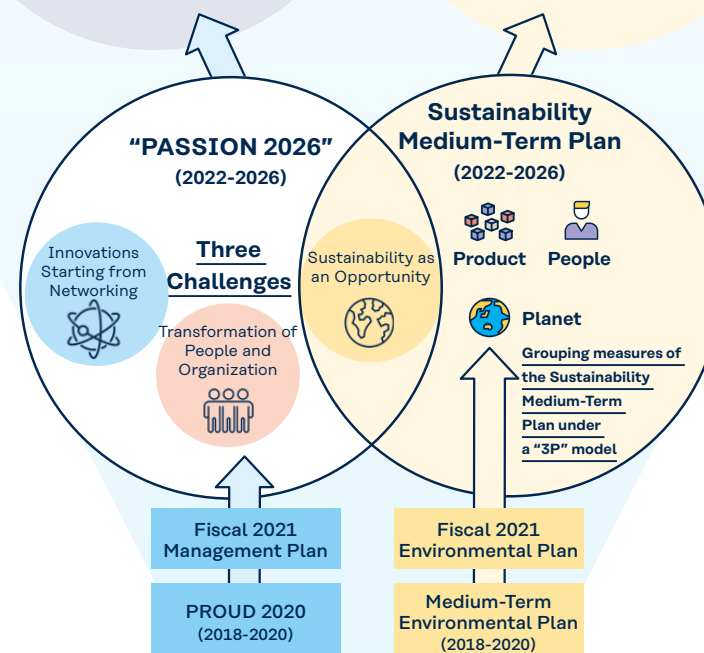 “PASSION 2026”
(2022-2026)
Innovations
Starting from
Networking
Three
Challenges
Transformation of
People and
Organization
Sustainability as
an Opportunity
Sustainability
Medium-Term Plan
(2022-2026)
Product
People
Planet
Grouping measures of
the Sustainability
Medium-Term
Plan under
a “3P” model
Fiscal 2021
Management Plan
PROUD 2020
(2018-2020)
Fiscal 2021
Environmental Plan
Medium-Term
Environmental Plan
(2018-2020)